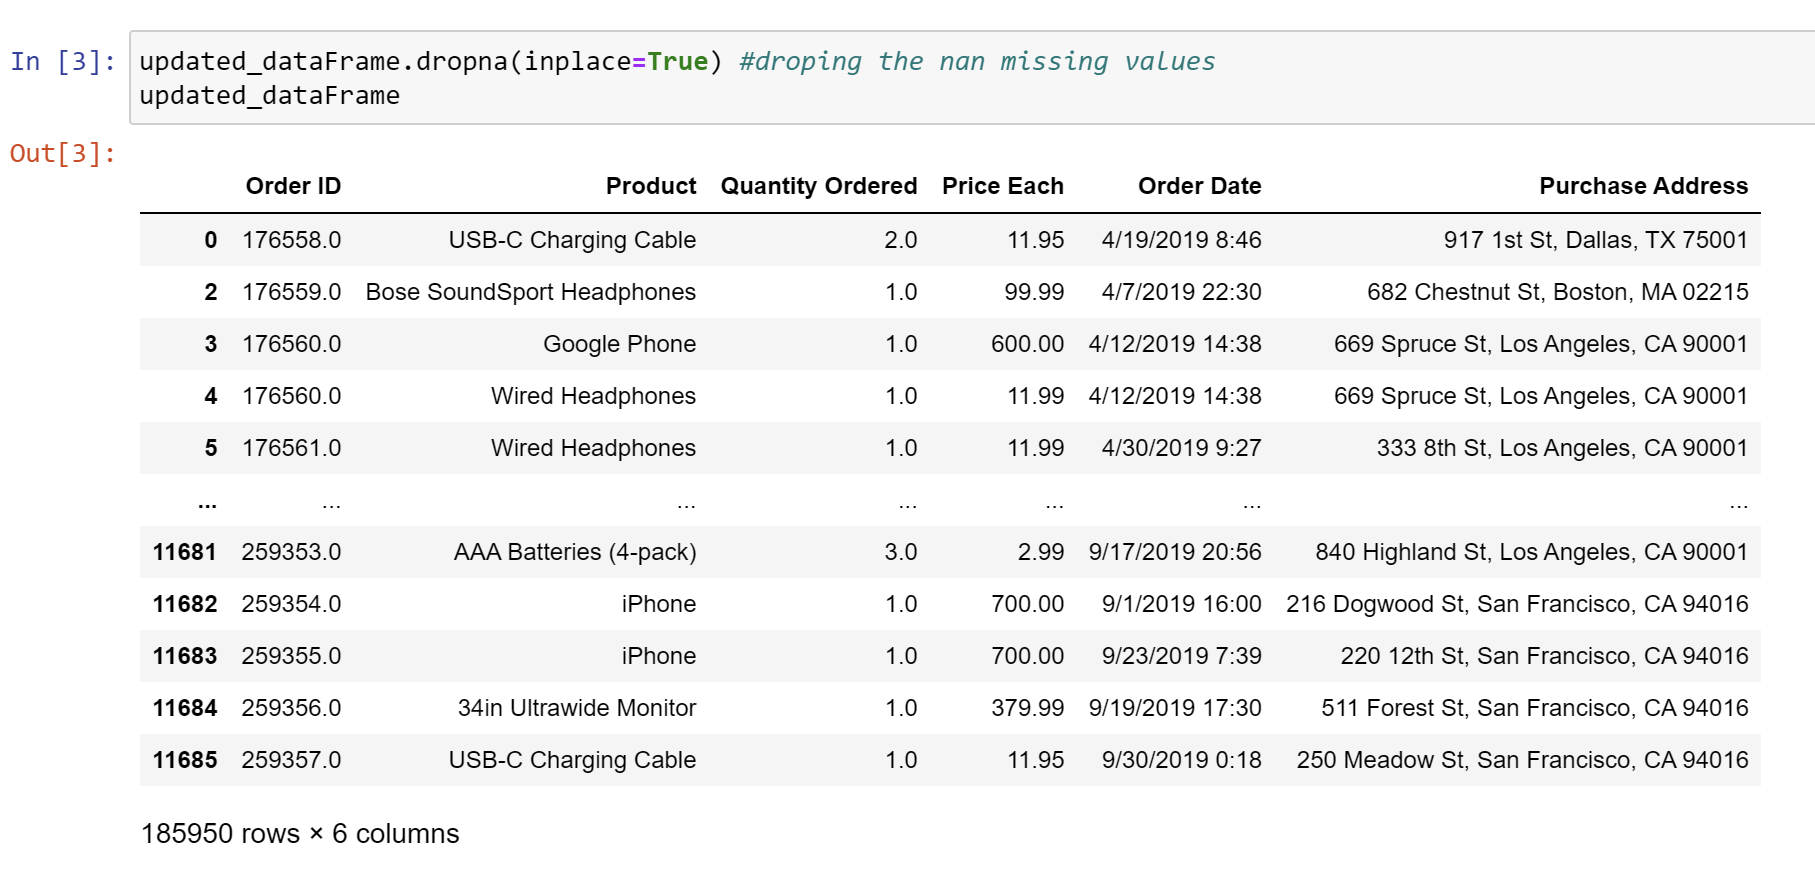 In [3]: updated_dataFrame.dropna(inplace=True) #droping the nan missing values
updated_dataFrame
Out[3]:
Order ID Product Quantity Ordered Price Each Order Date Purchase Address
0 176558.0 USB-C Charging Cable 2.0 11.95 4/19/2019 8:46 917 1st St, Dallas, TX 75001
2 176559.0 Bose SoundSport Headphones 1.0 99.99 4/7/2019 22:30 682 Chestnut St, Boston, MA 02215
3 176560.0 Google Phone 1.0 600.00 4/12/2019 14:38 669 Spruce St, Los Angeles, CA 90001
4 176560.0 Wired Headphones 1.0 11.99 4/12/2019 14:38 669 Spruce St, Los Angeles, CA 90001
5 176561.0 Wired Headphones 1.0 11.99 4/30/2019 9:27 333 8th St, Los Angeles, CA 90001
... ... ... ... ... ... ...
11681 259353.0 AAA Batteries (4-pack) 3.0 2.99 9/17/2019 20:56 840 Highland St, Los Angeles, CA 90001
11682 259354.0 iPhone 1.0 700.00 9/1/2019 16:00 216 Dogwood St, San Francisco, CA 94016
11683 259355.0 iPhone 1.0 700.00 9/23/2019 7:39 220 12th St, San Francisco, CA 94016
11684 259356.0 34in Ultrawide Monitor 1.0 379.99 9/19/2019 17:30 511 Forest St, San Francisco, CA 94016
11685 259357.0 USB-C Charging Cable 1.0 11.95 9/30/2019 0:18 250 Meadow St, San Francisco, CA 94016
185950 rows × 6 columns